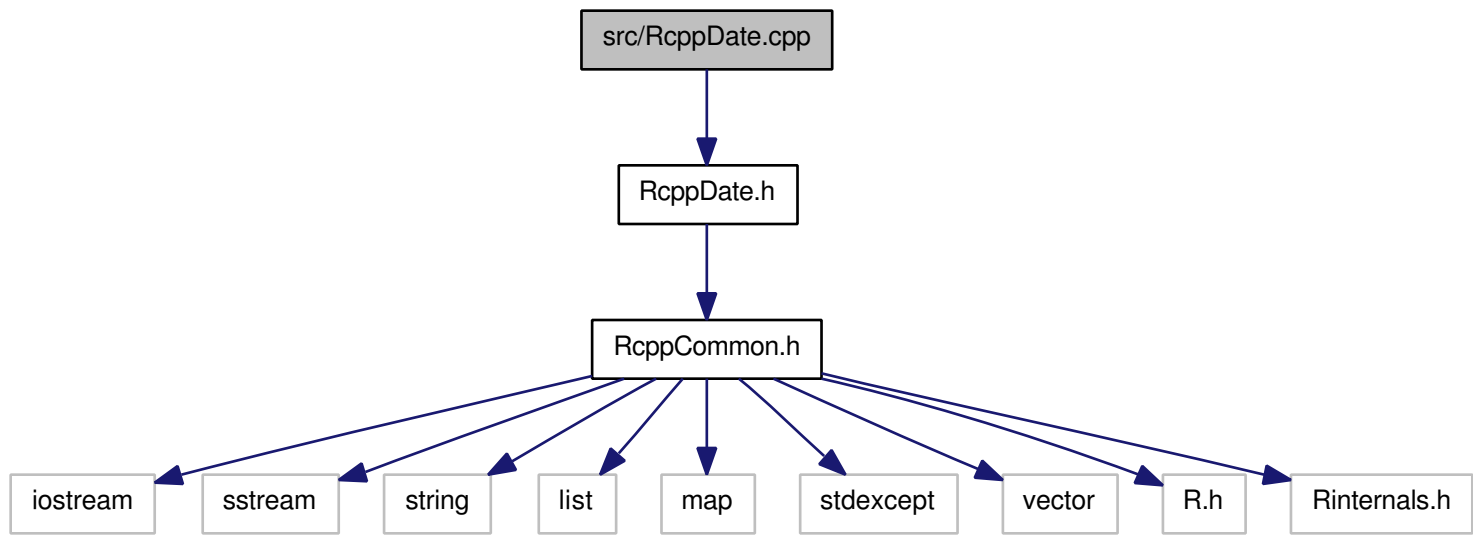 src/RcppDate.cpp
RcppDate.h
RcppCommon.h
iostream
sstream
string
list
map
stdexcept
vector
R.h
Rinternals.h